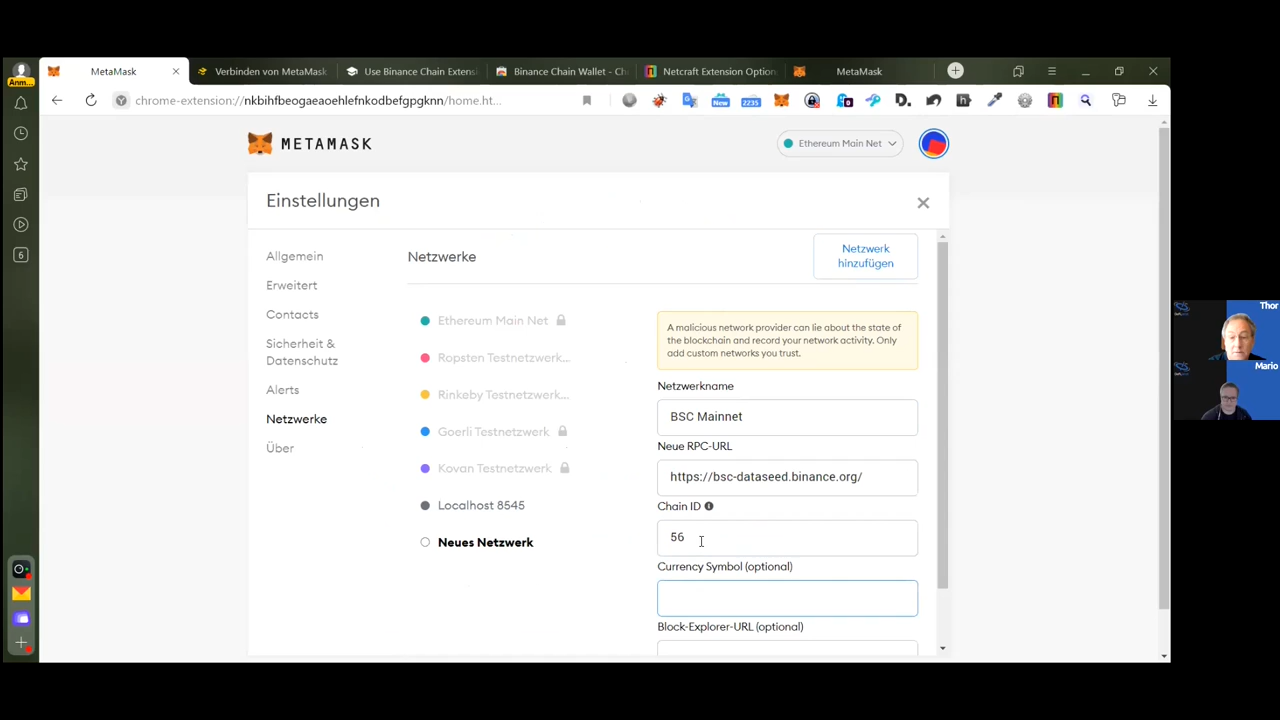 Anm...
MetaMask
Verbinden von MetaMask
Use Binance Chain Extens
Binance Chain Wallet - Ch
Netcraft Extension Option
MetaMask
chrome-extension://nkbihfbeogaeaoehlefnkodbefgpgknn/home.ht...
New
2235
METAMASK
Ethereum Main Net
Einstellungen
Allgemein
Erweitert
Contacts
Sicherheit &
Datenschutz
Alerts
Netzwerke
Über
Netzwerke
Netzwerk
hinzufügen
Ethereum Main Net
Ropsten Testnetzwerk...
Rinkeby Testnetzwerk...
Goerli Testnetzwerk
Kovan Testnetzwerk
Localhost 8545
Neues Netzwerk
A malicious network provider can lie about the state of
the blockchain and record your network activity. Only
add custom networks you trust.
Netzwerkname
BSC Mainnet
Neue RPC-URL
https://bsc-dataseed.binance.org/
Chain ID
56
Currency Symbol (optional)
Block-Explorer-URL (optional)
6
Thor
Mario